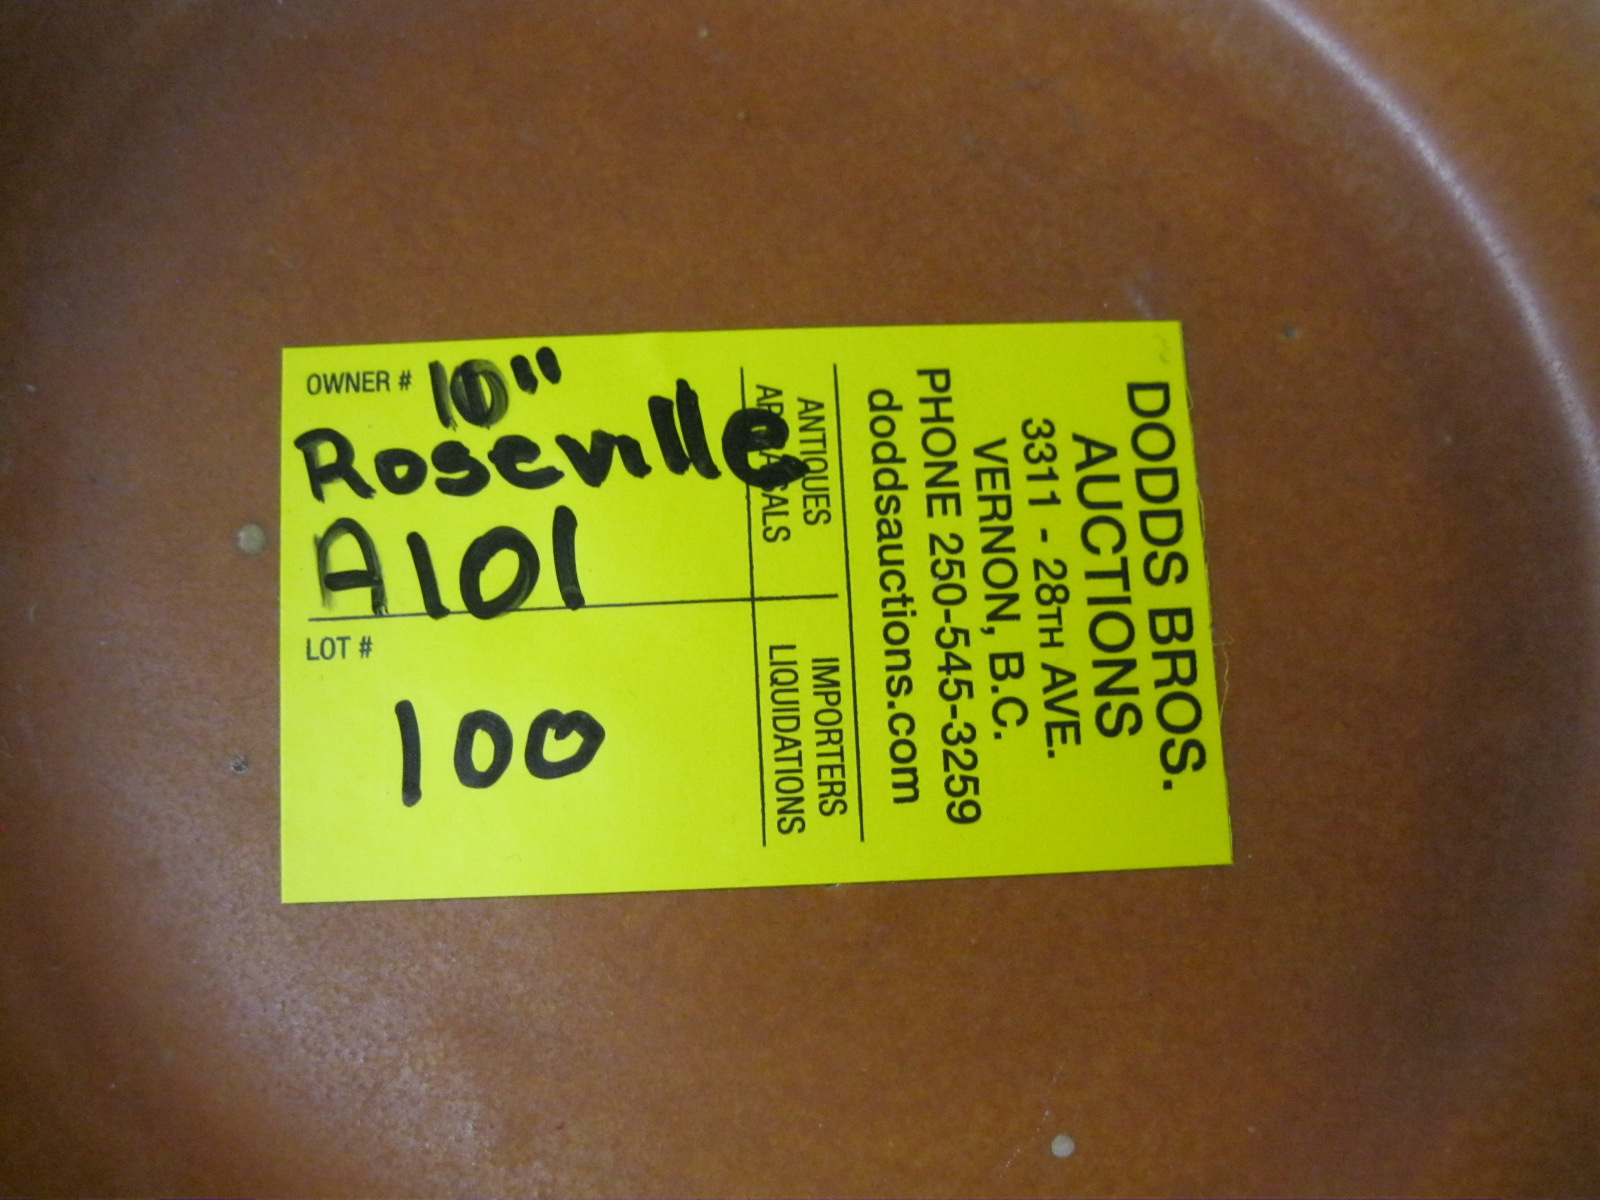 OWNER # 10"
Roseville
A101
LOT #
100
DODDS BROS.
AUCTIONS
3311 - 28TH AVE.
VERNON, B.C.
PHONE 250-545-3259
doddsauctions.com
ANTIQUES
APPRAISALS
IMPORTERS
LIQUIDATIONS